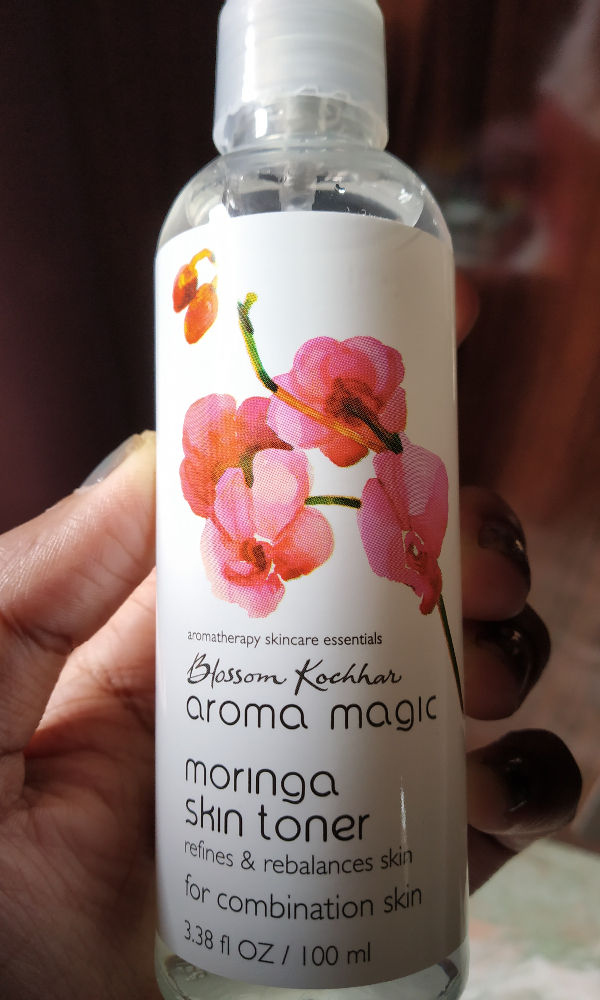 aromatherapy skincare essentials
Blossom Kochhar
aroma magic
moringa
skin toner
refines & rebalances skin
for combination skin
3.38 fl OZ / 100 ml